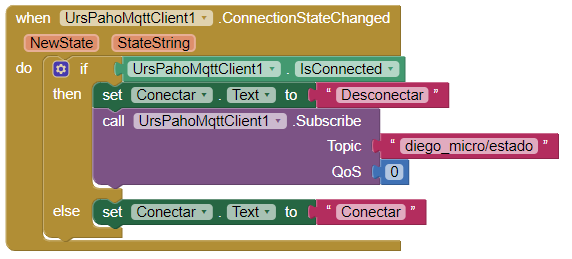 when UrsPahoMqttClient1 .ConnectionStateChanged
NewState StateString
do if UrsPahoMqttClient1 . IsConnected
then set Conectar . Text to " Desconectar "
call UrsPahoMqttClient1 .Subscribe
Topic " diego_micro/estado "
QoS 0
else set Conectar . Text to " Conectar "